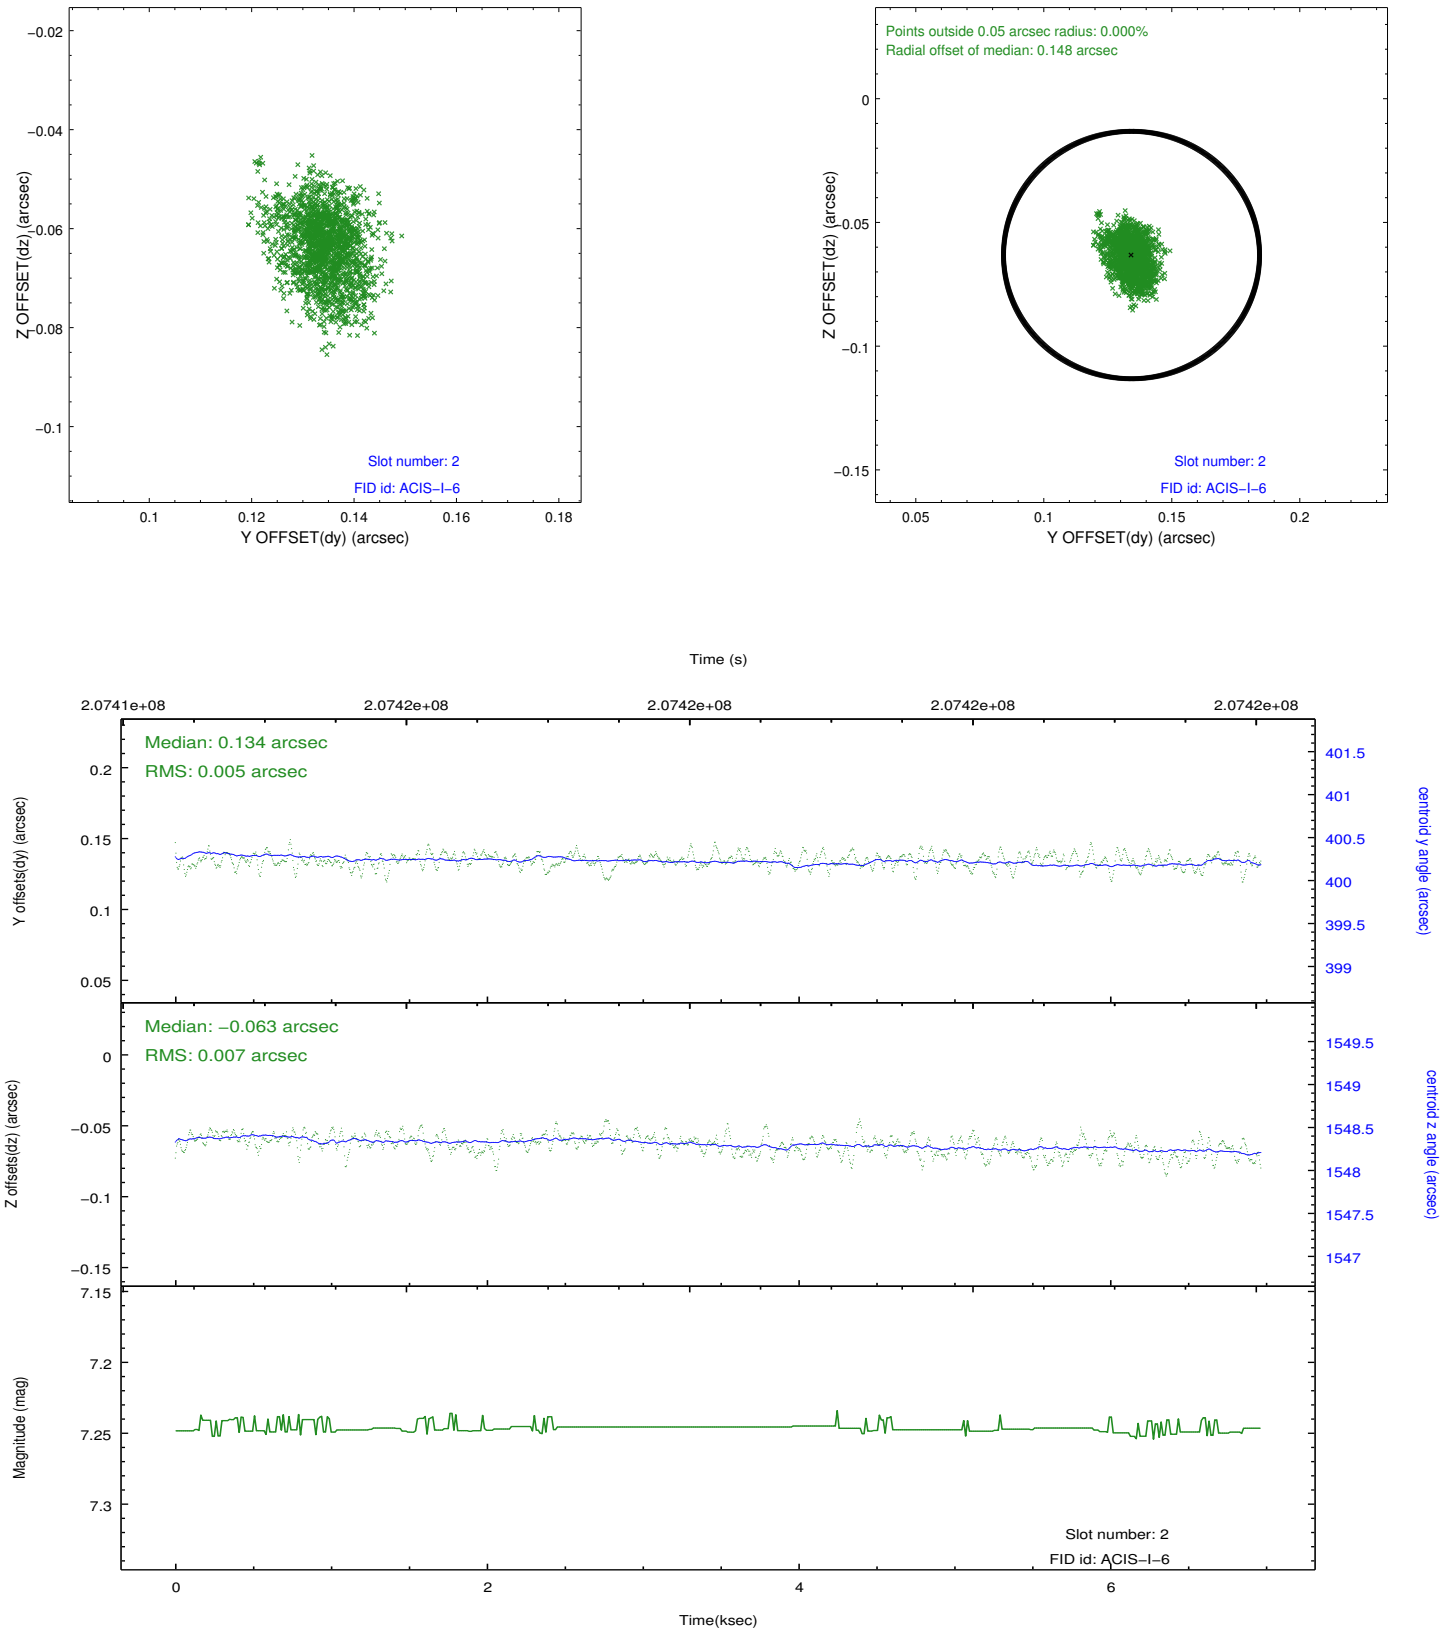 −0.02
−0.04
−0.06
−0.08
−0.1
Z OFFSET(dz) (arcsec)
Slot number: 2
FID id: ACIS−I−6
0.1 0.12 0.14 0.16 0.18
Y OFFSET(dy) (arcsec)
Points outside 0.05 arcsec radius: 0.000%
Radial offset of median: 0.148 arcsec
0
−0.05
−0.1
−0.15
Z OFFSET(dz) (arcsec)
Slot number: 2
FID id: ACIS−I−6
0.05 0.1 0.15 0.2
Y OFFSET(dy) (arcsec)
Time (s)
2.0741e+08 2.0742e+08 2.0742e+08 2.0742e+08 2.0742e+08
Median: 0.134 arcsec
RMS: 0.005 arcsec
0.2
0.15
0.1
0.05
Y offsets(dy) (arcsec)
401.5
401
400.5
400
399.5
399
centroid y angle (arcsec)
Median: −0.063 arcsec
RMS: 0.007 arcsec
0
−0.05
−0.1
−0.15
Z offsets(dz) (arcsec)
1549.5
1549
1548.5
1548
1547.5
1547
centroid z angle (arcsec)
7.15
7.2
7.25
7.3
Magnitude (mag)
Slot number: 2
FID id: ACIS−I−6
0 2 4 6
Time(ksec)